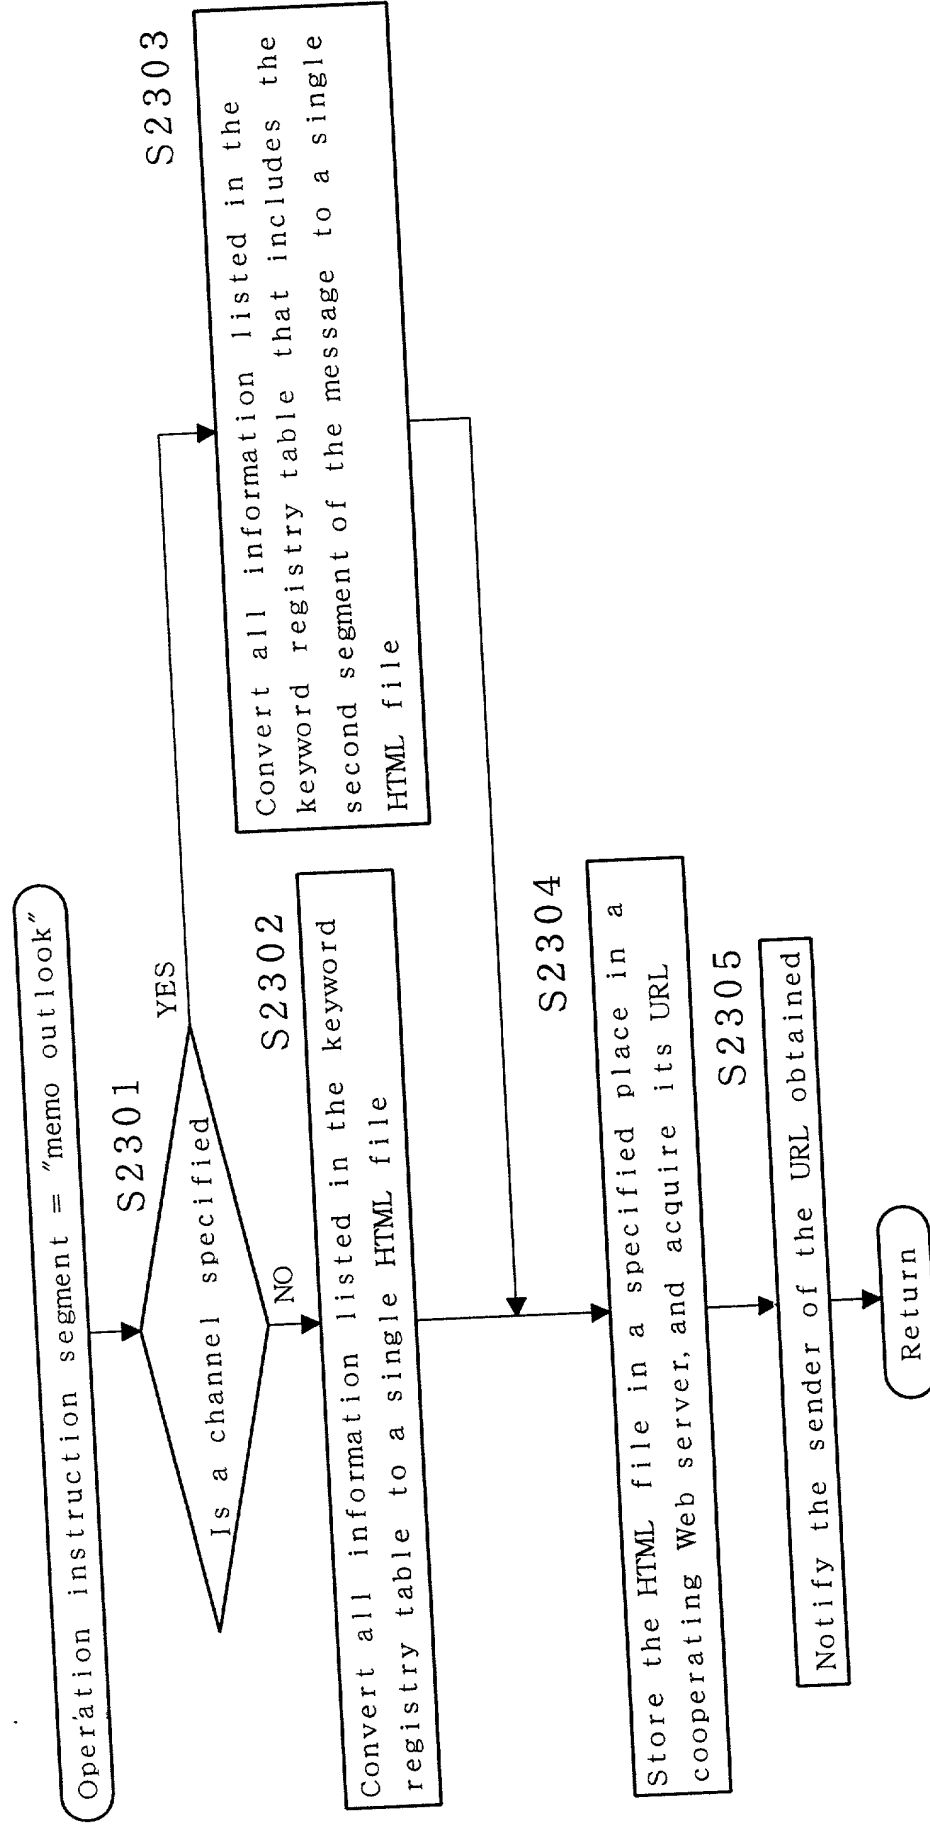 Operation instruction segment = "memo outlook"
S2301
Is a channel specified
YES
NO
S2302
Convert all information listed in the keyword
registry table to a single HTML file
S2303
Convert all information listed in the
keyword registry table that includes the
second segment of the message to a single
HTML file
S2304
Store the HTML file in a specified place in a
cooperating Web server, and acquire its URL
S2305
Notify the sender of the URL obtained
Return